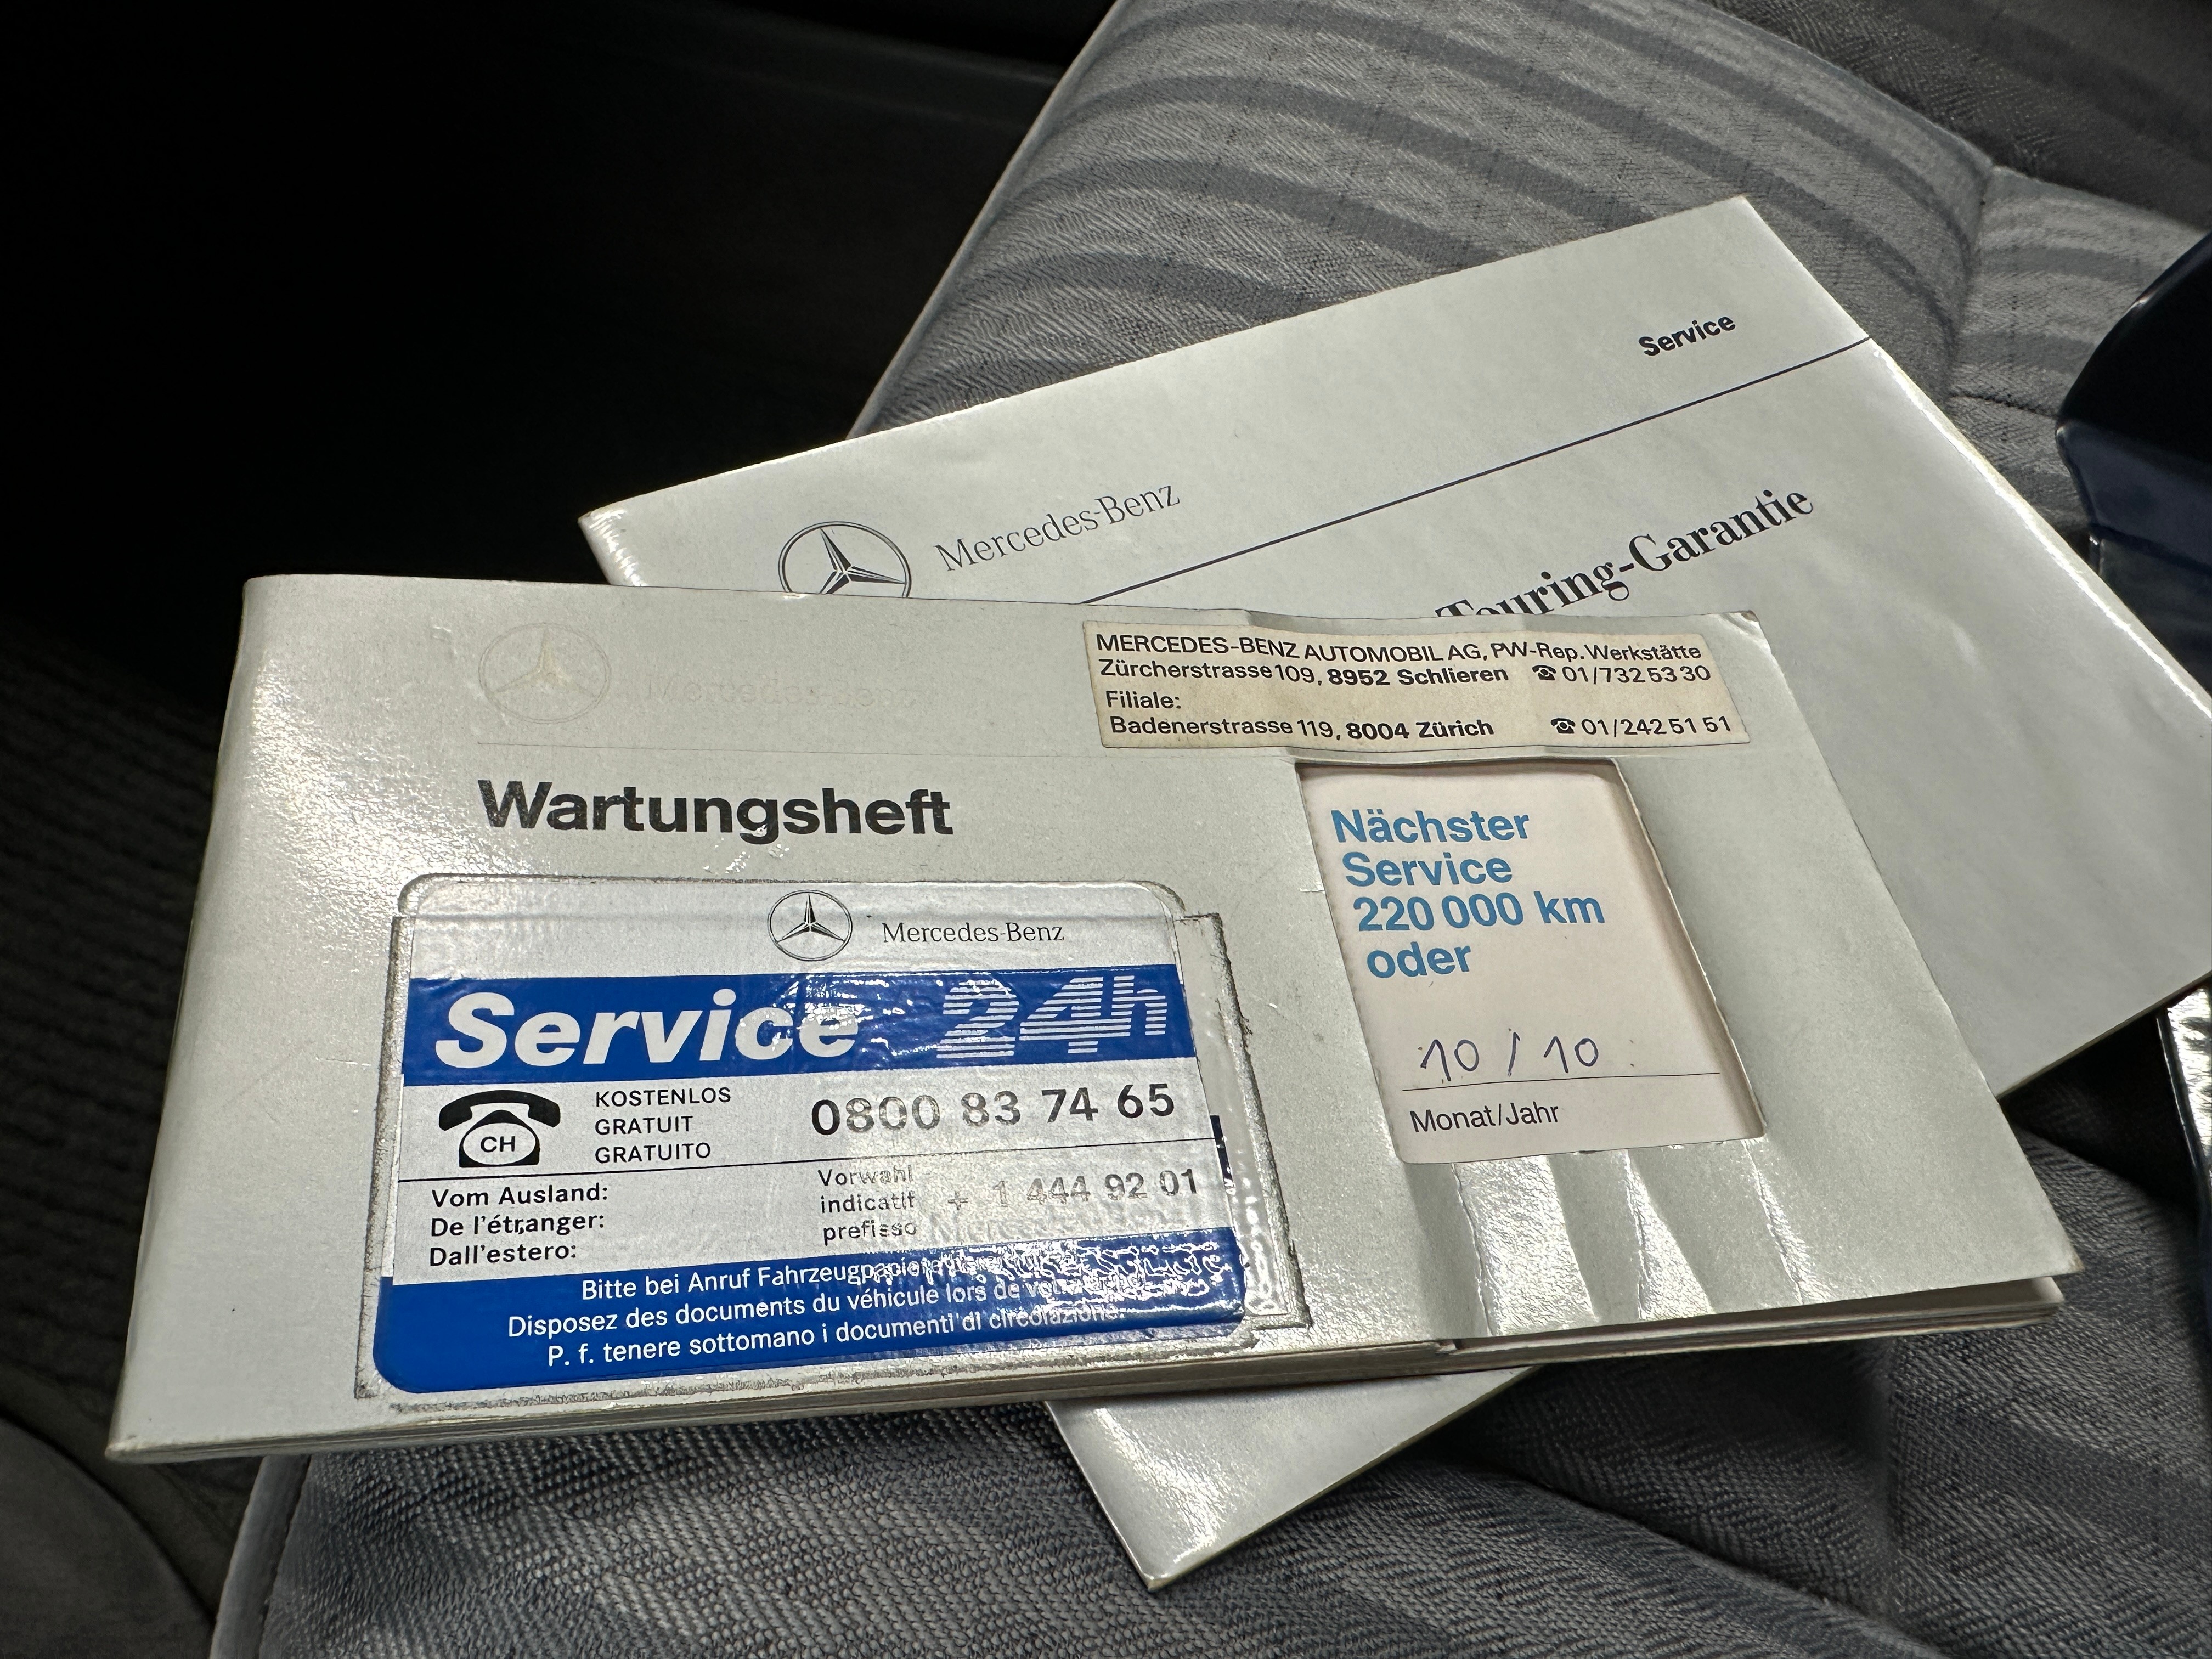 Service
Mercedes-Benz
Touring-Garantie
MERCEDES-BENZ AUTOMOBIL AG, PW-Rep. Werkstätte
Zürcherstrasse 109, 8952 Schlieren ☎ 01/732 53 30
Filiale:
Badenerstrasse 119, 8004 Zürich ☎ 01/242 51 51
Wartungsheft
Nächster
Service
220 000 km
oder
10 / 10
Monat/Jahr
Mercedes-Benz
Service 24h
CH
KOSTENLOS
GRATUIT
GRATUITO
0800 83 74 65
Vom Ausland:
De l'étranger:
Dall'estero:
Vorwahl
indicatif
prefisso
+ 1 444 92 01
Bitte bei Anruf
Disposez des documents du véhicule lors de
P. f. tenere sottomano i documenti di circolazione.